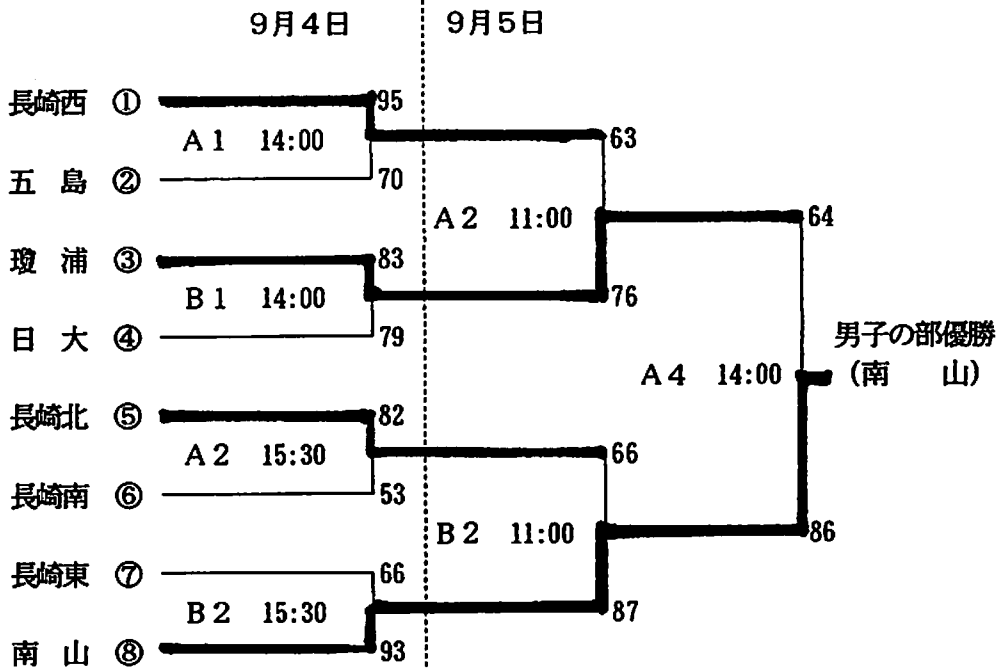 9月4日 9月5日
長崎西 ① 95
A1 14:00 63
五島 ② 70
A2 11:00 64
瓊浦 ③ 83
B1 14:00 76
日大 ④ 79
男子の部優勝
A4 14:00 (南山)
長崎北 ⑤ 82
A2 15:30 66
長崎南 ⑥ 53
B2 11:00 86
長崎東 ⑦ 66
B2 15:30 87
南山 ⑧ 93